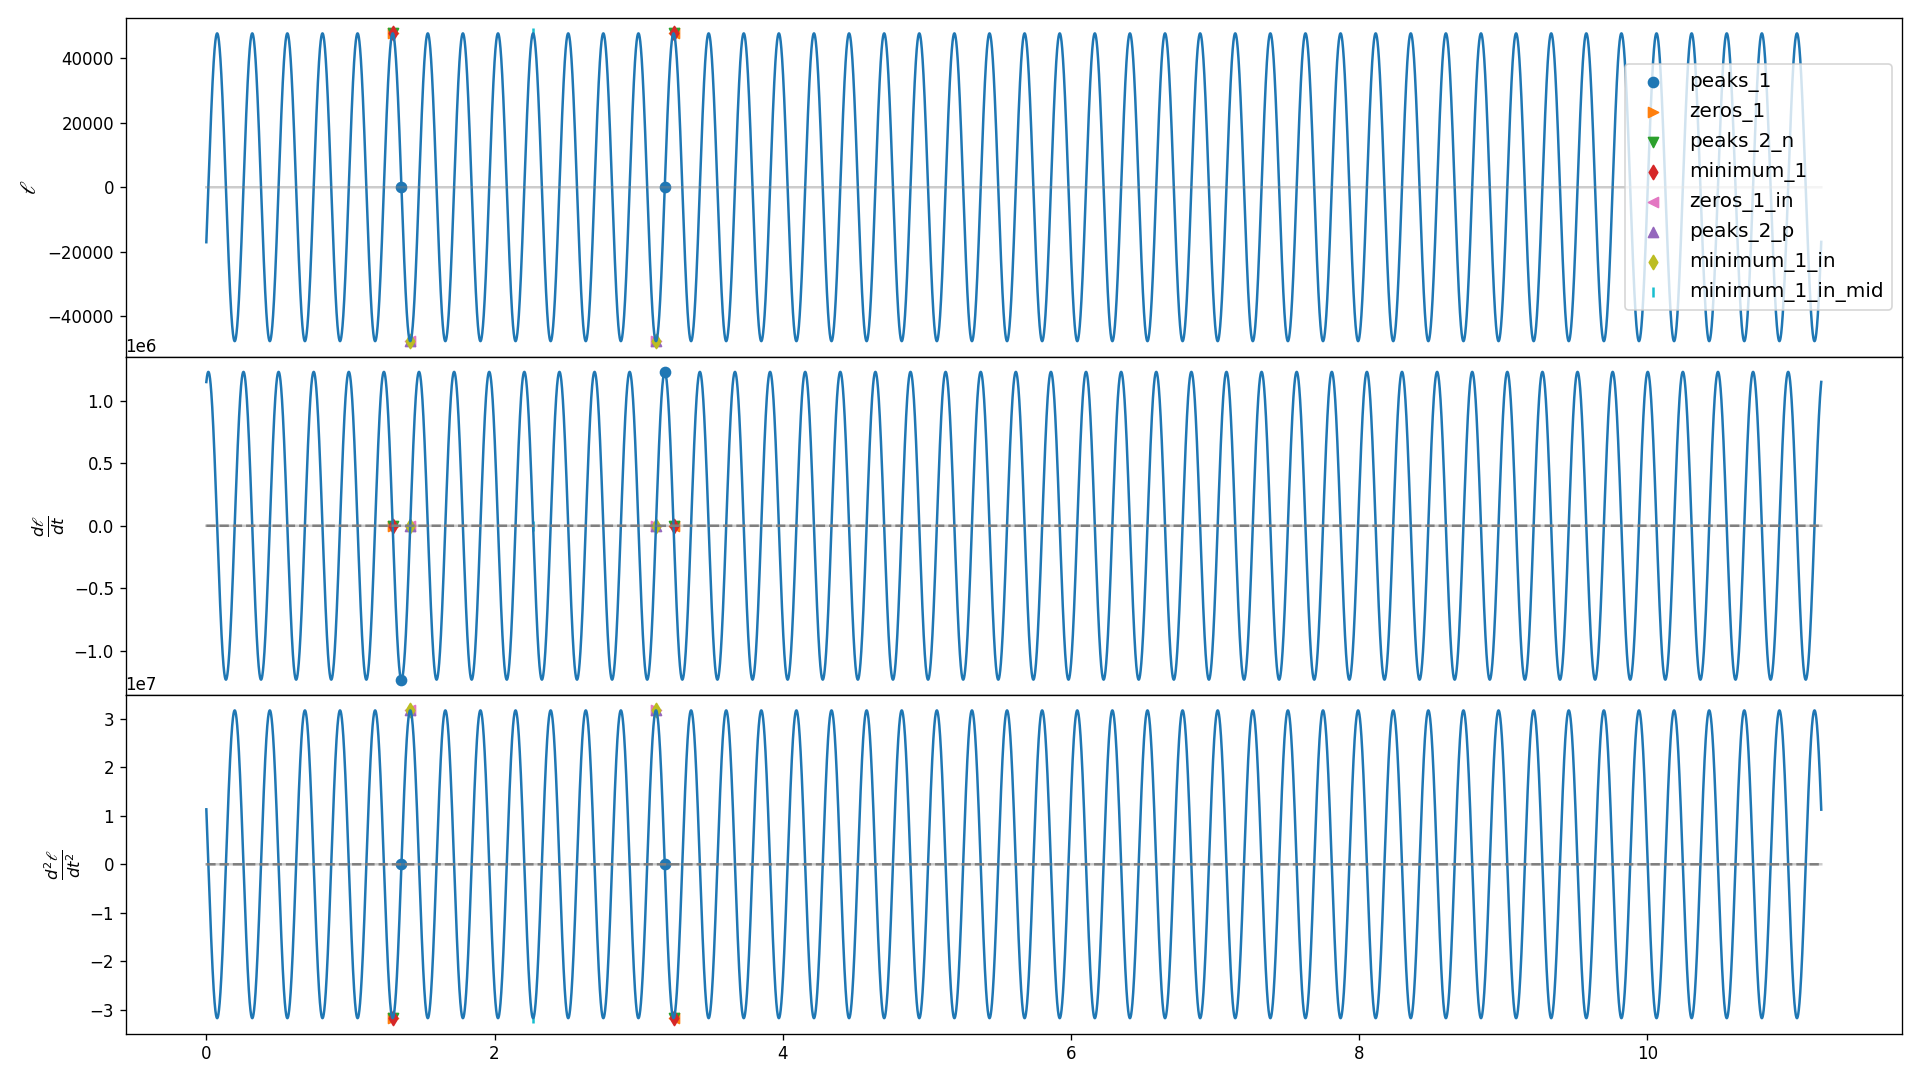 40000
20000
0
−20000
−40000
ℓ
peaks_1
zeros_1
peaks_2_n
minimum_1
zeros_1_in
peaks_2_p
minimum_1_in
minimum_1_in_mid
1e6
1.0
0.5
0.0
−0.5
−1.0
dℓ
dt
1e7
3
2
1
0
−1
−2
−3
d²ℓ
dt²
0 2 4 6 8 10